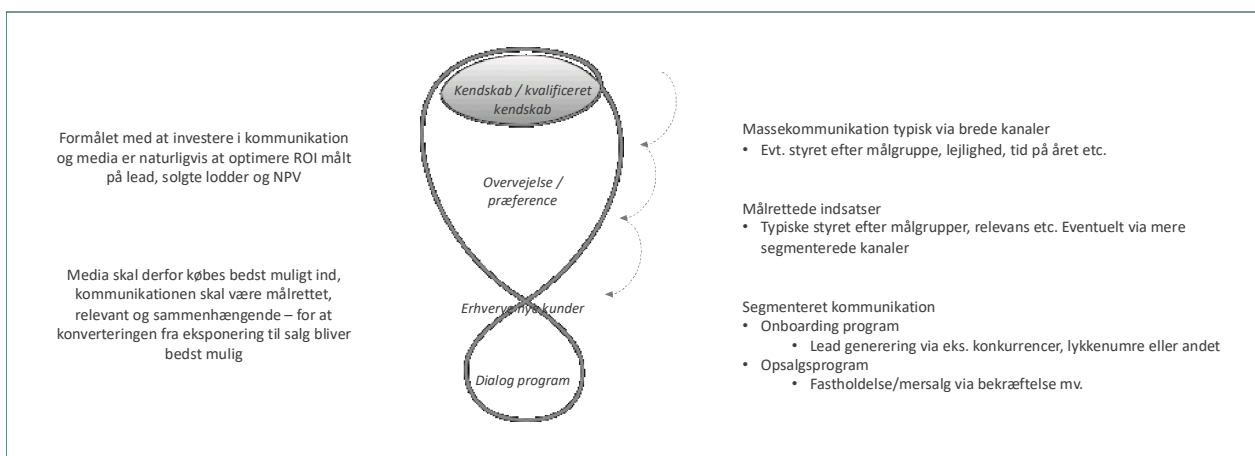 Formålet med at investere i kommunikation
og media er naturligvis at optimere ROI målt
på lead, solgte lodder og NPV
Media skal derfor købes bedst muligt ind,
kommunikationen skal være målrettet,
relevant og sammenhængende – for at
konverteringen fra eksponering til salg bliver
bedst mulig
Kendskab / kvalificeret
kendskab
Overvejelse /
præference
Erhverve nye kunder
Dialog program
Massekommunikation typisk via brede kanaler
• Evt. styret efter målgruppe, lejlighed, tid på året etc.
Målrettede indsatser
• Typiske styret efter målgrupper, relevans etc. Eventuelt via mere
segmenterede kanaler
Segmenteret kommunikation
• Onboarding program
• Lead generering via eks. konkurrencer, lykkenumre eller andet
• Opsalgsprogram
• Fastholdelse/mersalg via bekræftelse mv.